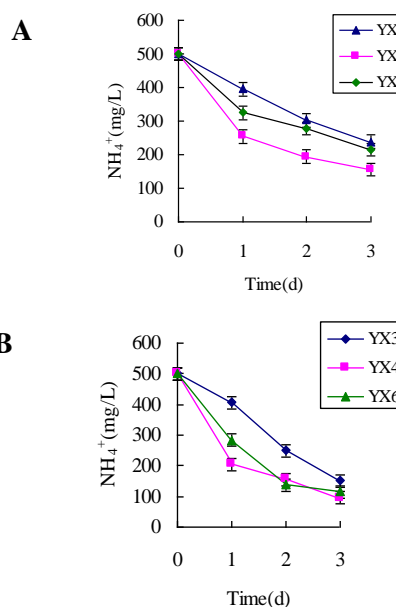 A
600
500
400
300
200
100
0
NH₄⁺(mg/L)
0 1 2 3
Time(d)
YX
YX
YX
B
600
500
400
300
200
100
0
NH₄⁺(mg/L)
0 1 2 3
Time(d)
YX3
YX4
YX6